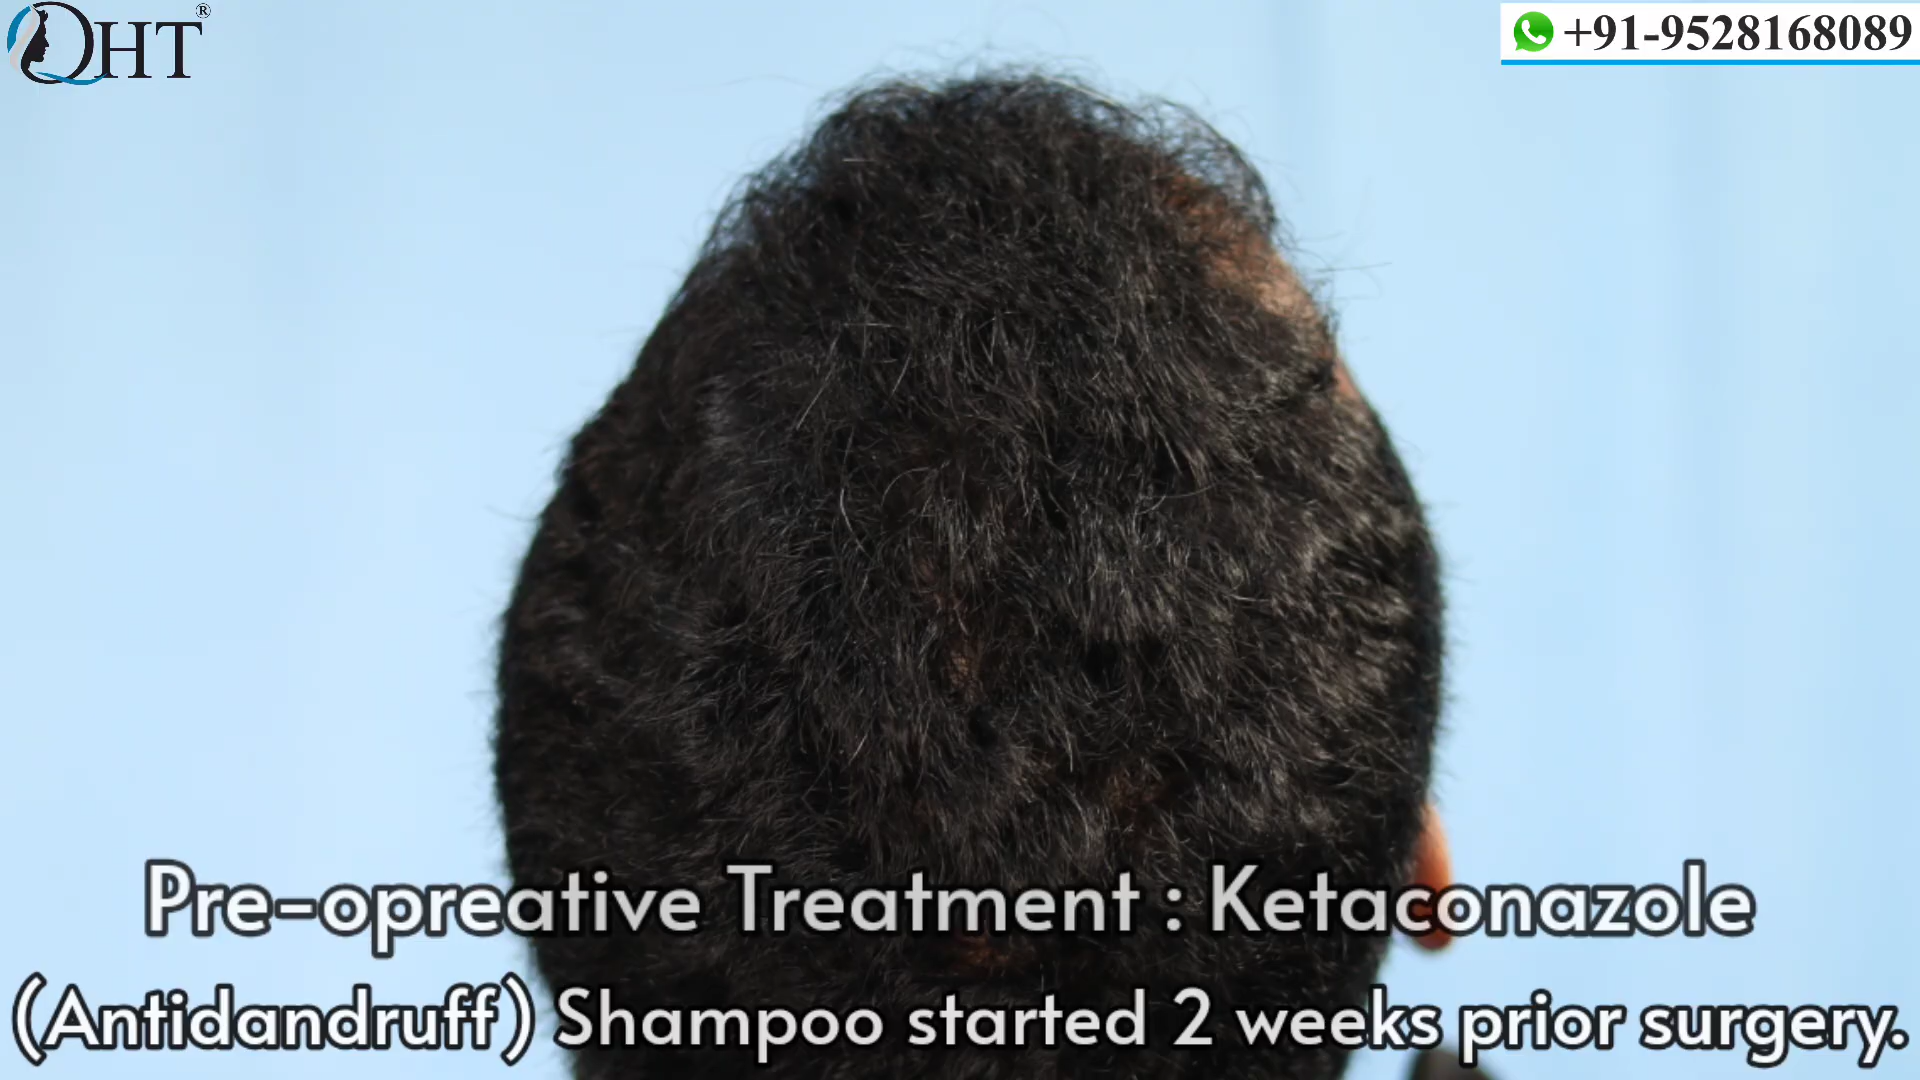 QHT®
+91-9528168089
Pre-opreative Treatment : Ketaconazole
(Antidandruff) Shampoo started 2 weeks prior surgery.